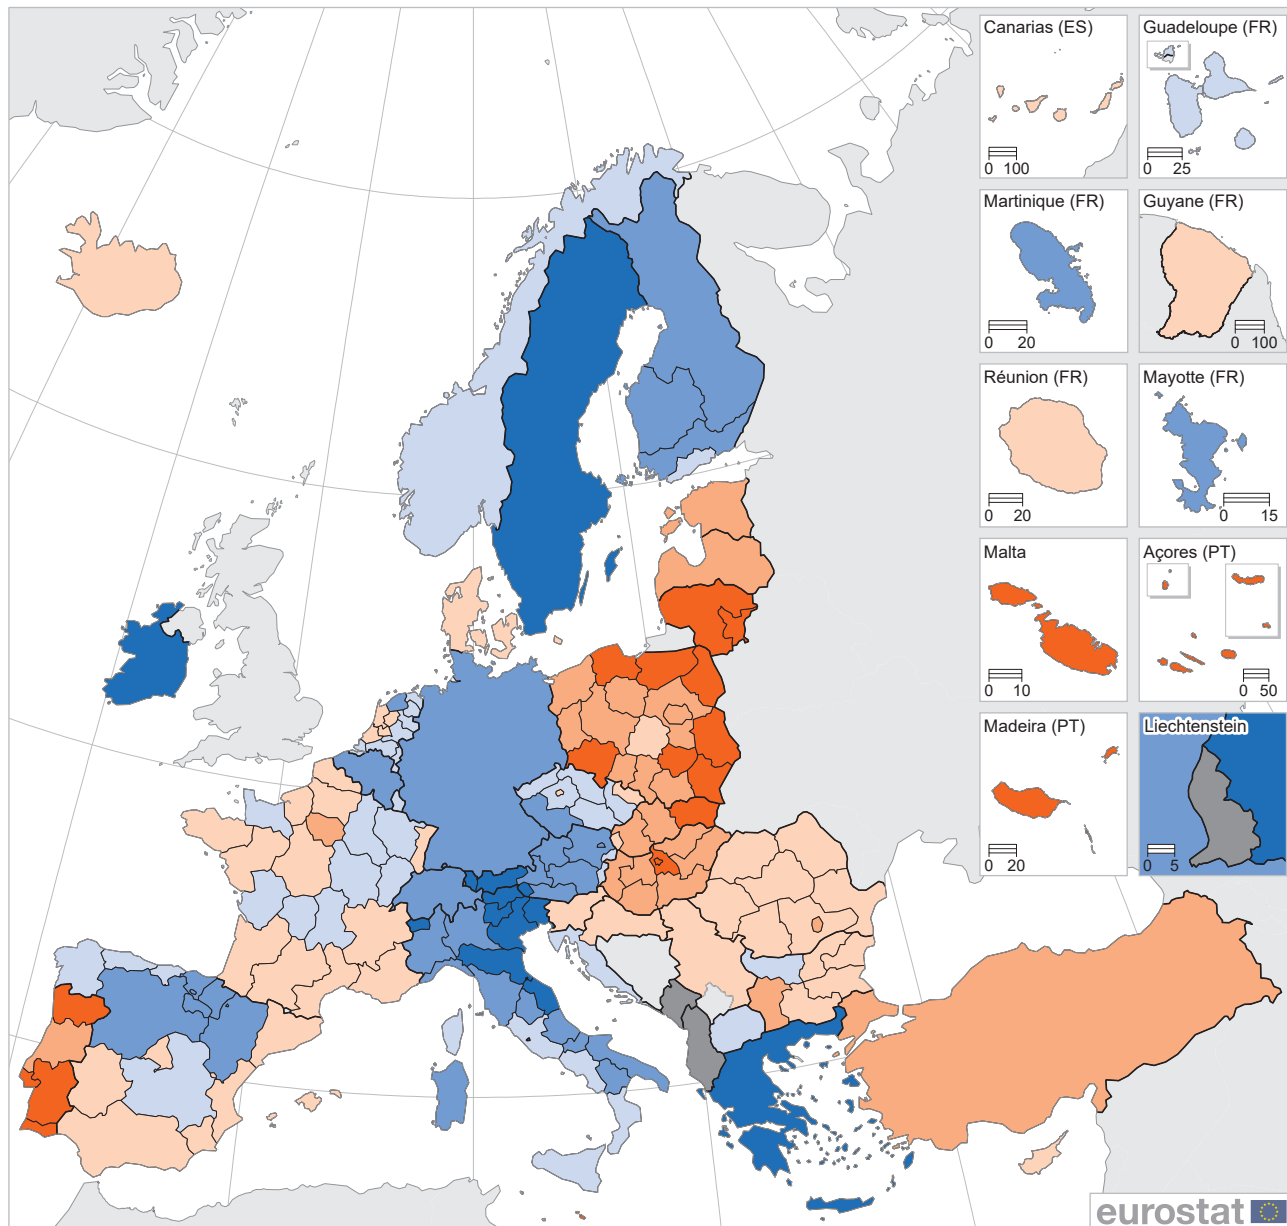 Canarias (ES)
0 100
Guadeloupe (FR)
0 25
Martinique (FR)
0 20
Guyane (FR)
0 100
Réunion (FR)
0 20
Mayotte (FR)
0 15
Malta
0 10
Açores (PT)
0 50
Madeira (PT)
0 20
Liechtenstein
0 5
eurostat